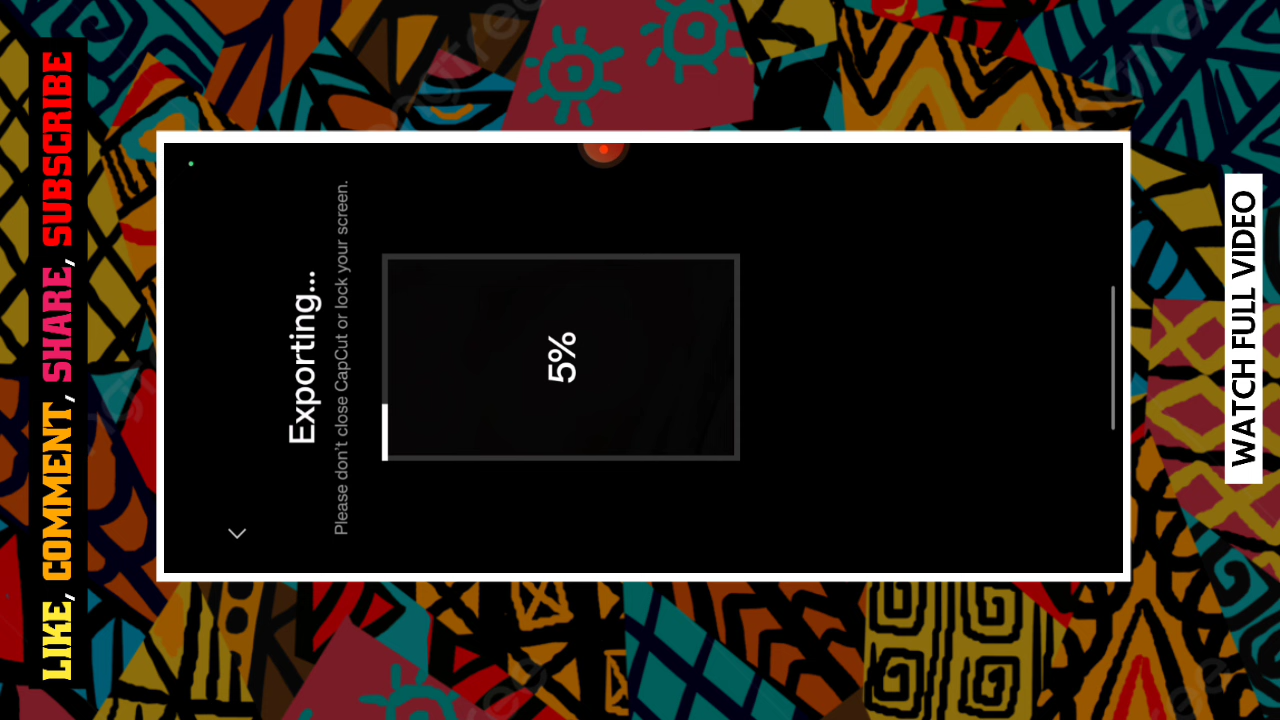 LIKE, COMMENT, SHARE, SUBSCRIBE
Exporting...
Please don't close CapCut or lock your screen.
5%
WATCH FULL VIDEO